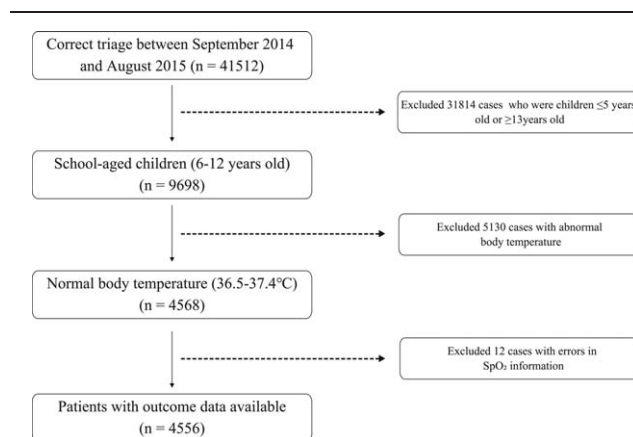 Correct triage between September 2014
and August 2015 (n = 41512)
Excluded 31814 cases who were children ≤5 years
old or ≥13years old
School-aged children (6-12 years old)
(n = 9698)
Excluded 5130 cases with abnormal
body temperature
Normal body temperature (36.5-37.4℃)
(n = 4568)
Excluded 12 cases with errors in
SpO₂ information
Patients with outcome data available
(n = 4556)